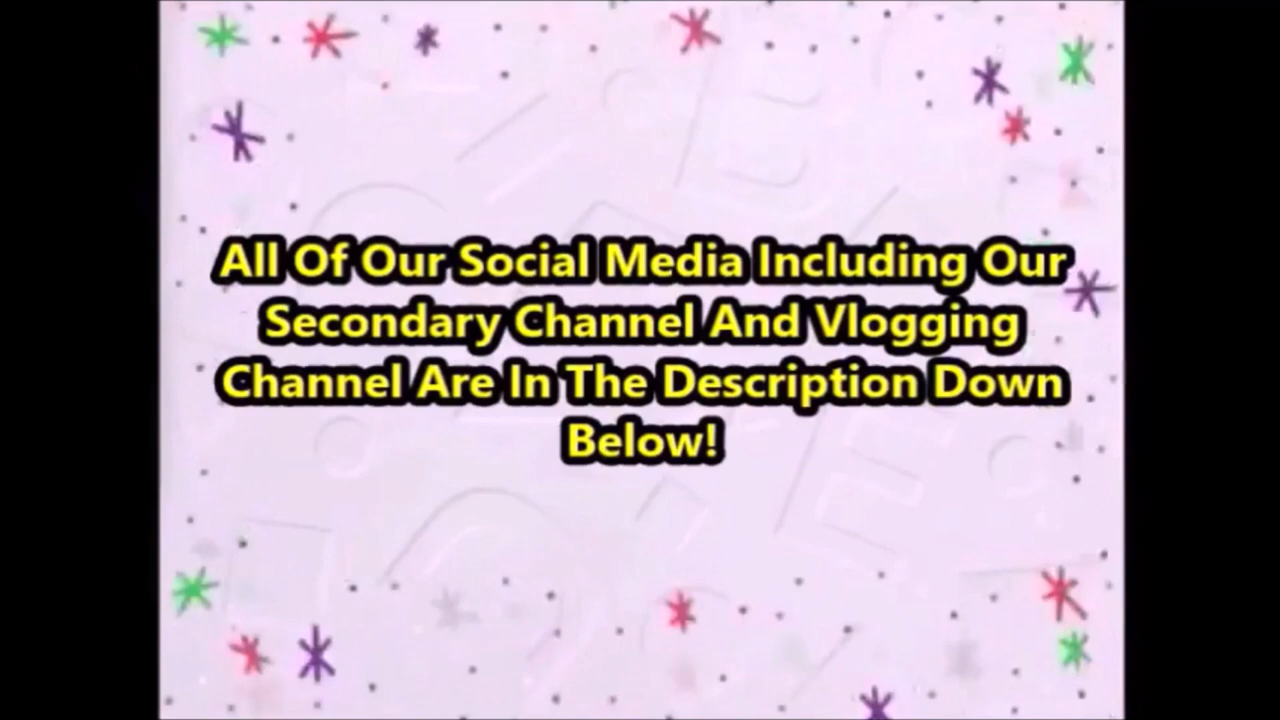 All Of Our Social Media Including Our
Secondary Channel And Vlogging
Channel Are In The Description Down
Below!